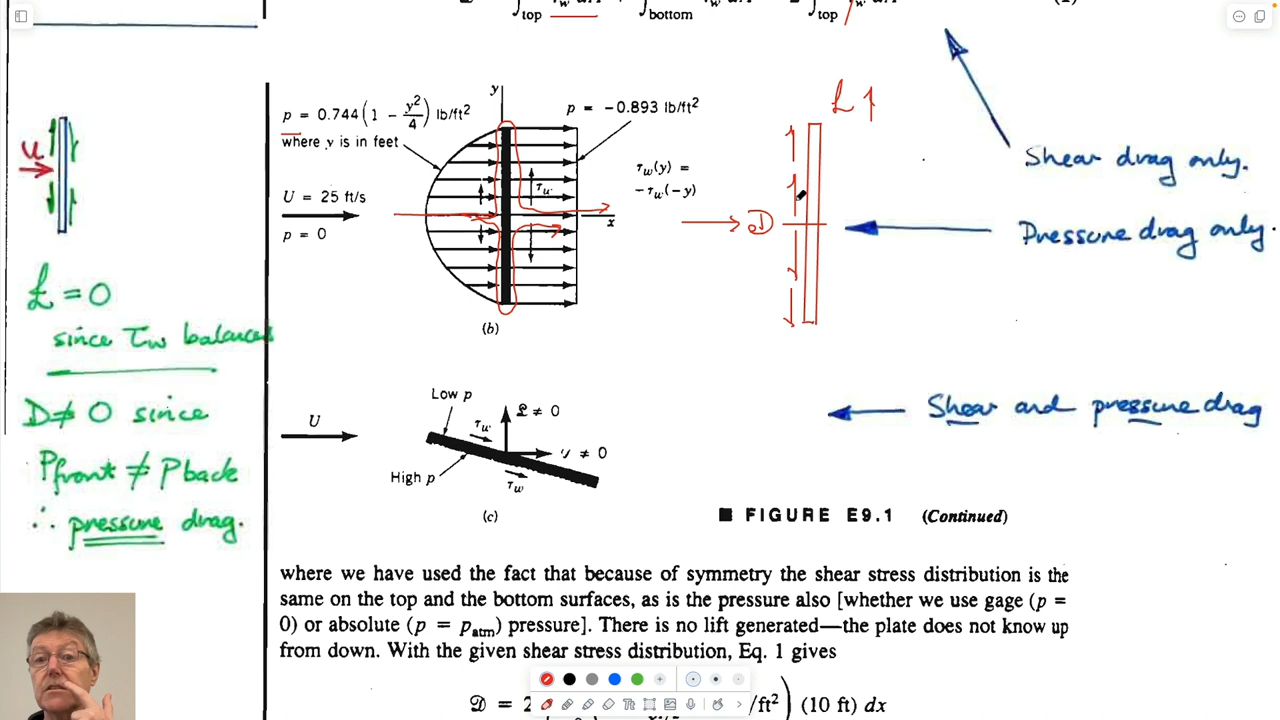 top
bottom
top
p = 0.744(1 − y²/4) lb/ft²
where y is in feet
y
p = −0.893 lb/ft²
τw(y) =
−τw(−y)
τw
U = 25 ft/s
p = 0
x
(b)
U
Low p
τw
ℒ ≠ 0
≠ 0
High p
τw
(c)
■ FIGURE E9.1 (Continued)
U
ℒ = 0
since τw balances
D ≠ 0 since
Pfront ≠ Pback
∴ pressure drag.
ℒ
𝒟
Shear drag only.
Pressure drag only.
Shear and pressure drag
where we have used the fact that because of symmetry the shear stress distribution is the
same on the top and the bottom surfaces, as is the pressure also [whether we use gage (p =
0) or absolute (p = patm) pressure]. There is no lift generated—the plate does not know up
from down. With the given shear stress distribution, Eq. 1 gives
𝒟 = 2
/ft²) (10 ft) dx